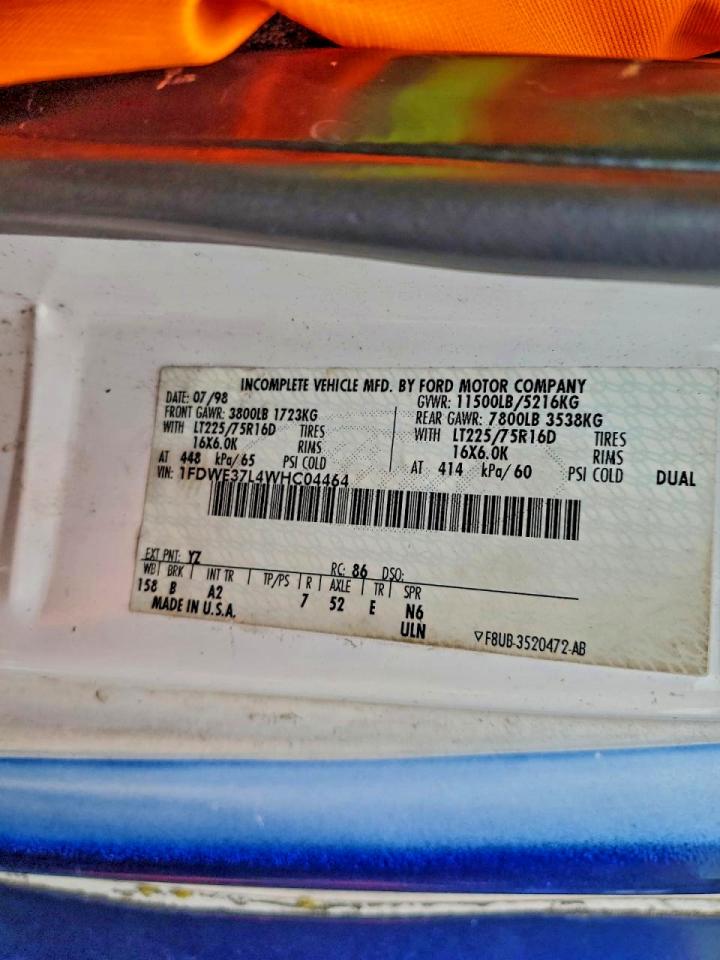 INCOMPLETE VEHICLE MFD. BY FORD MOTOR COMPANY
DATE: 07/98 GVWR: 11500LB/5216KG
FRONT GAWR: 3800LB 1723KG REAR GAWR: 7800LB 3538KG
WITH LT225/75R16D TIRES WITH LT225/75R16D TIRES
16X6.0K RIMS 16X6.0K RIMS
AT 448 kPa/65 PSI COLD AT 414 kPa/60 PSI COLD DUAL
VIN: 1FDWE37L4WHC04464
EXT PNT: YZ RC: 86 DSO:
WB BRK INT TR TP/PS R AXLE TR SPR
158 B A2 7 52 E N6
MADE IN U.S.A. ULN
▽F8UB-3520472-AB